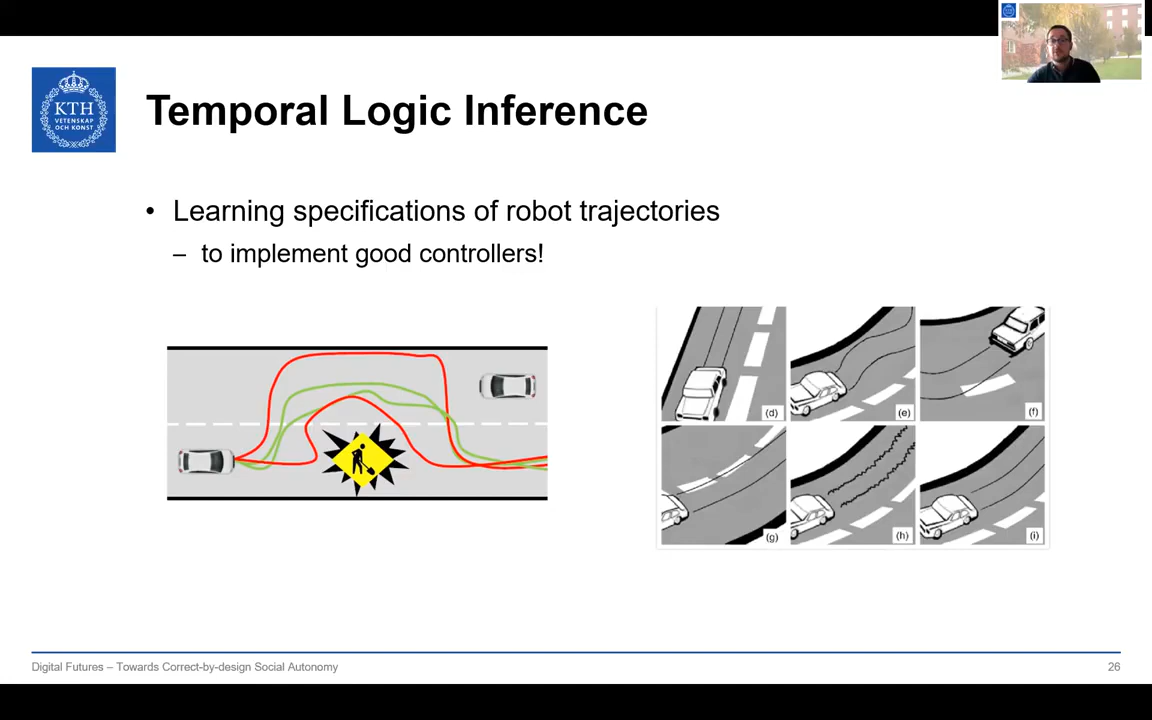 KTH
VETENSKAP
OCH KONST
Temporal Logic Inference
• Learning specifications of robot trajectories
– to implement good controllers!
(d)
(e)
(f)
(g)
(h)
(i)
Digital Futures – Towards Correct-by-design Social Autonomy
26